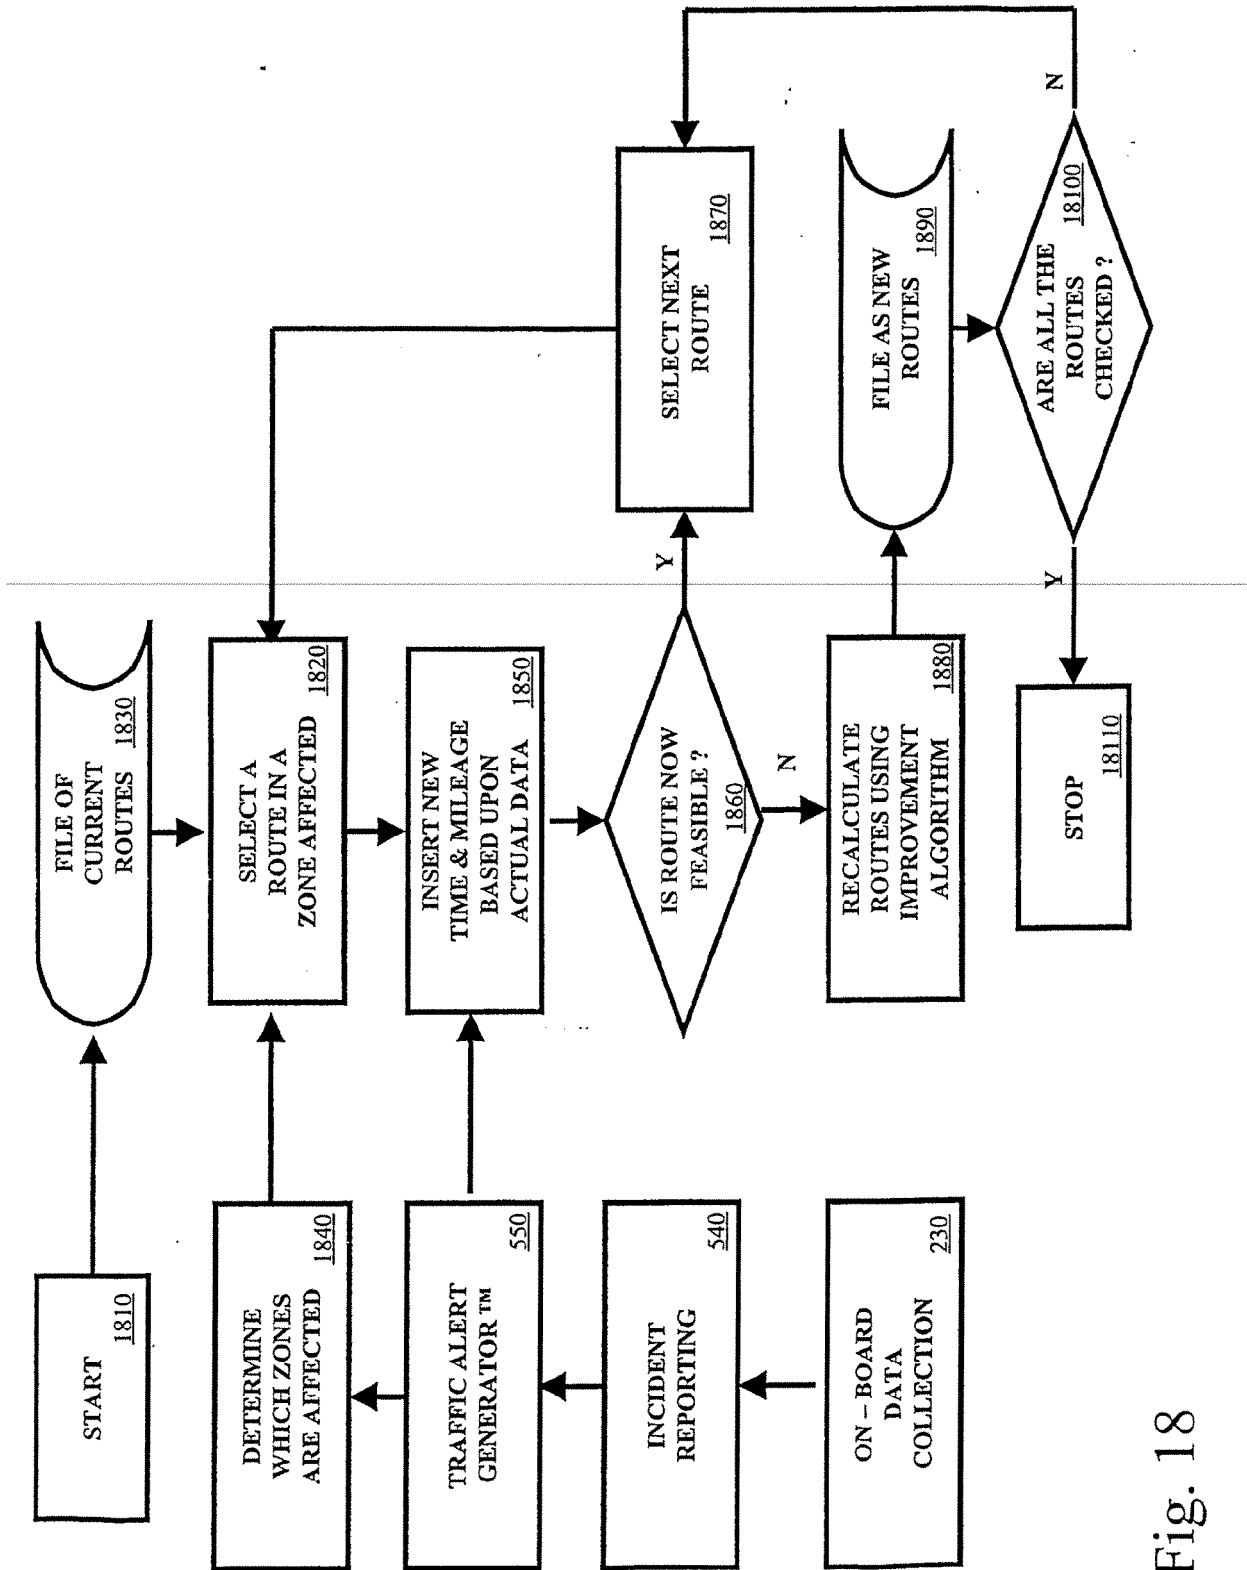 START
1810
FILE OF
CURRENT
ROUTES
1830
DETERMINE
WHICH ZONES
ARE AFFECTED
1840
SELECT A
ROUTE IN A
ZONE AFFECTED
1820
TRAFFIC ALERT
GENERATOR™
550
INSERT NEW
TIME & MILEAGE
BASED UPON
ACTUAL DATA
1850
INCIDENT
REPORTING
540
IS ROUTE NOW
FEASIBLE ?
1860
Y
SELECT NEXT
ROUTE
1870
N
ON – BOARD
DATA
COLLECTION
230
RECALCULATE
ROUTES USING
IMPROVEMENT
ALGORITHM
1880
FILE AS NEW
ROUTES
1890
STOP
18110
Y
ARE ALL THE
ROUTES
CHECKED ?
18100
N
Fig. 18